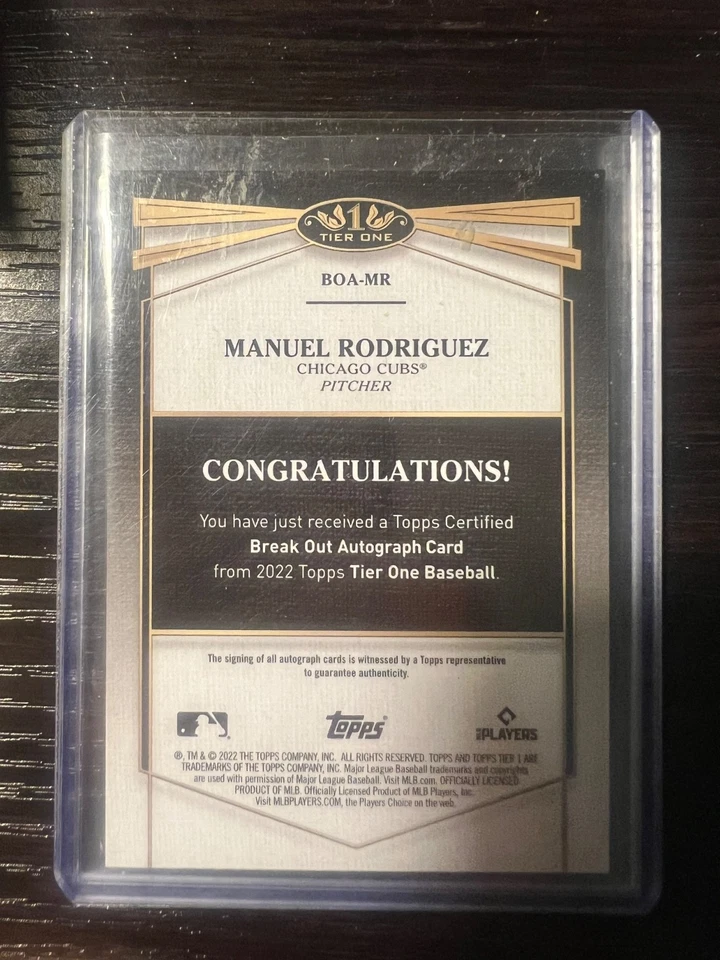 1
TIER ONE
BOA-MR
MANUEL RODRIGUEZ
CHICAGO CUBS®
PITCHER
CONGRATULATIONS!
You have just received a Topps Certified
Break Out Autograph Card
from 2022 Topps Tier One Baseball.
The signing of all autograph cards is witnessed by a Topps representative
to guarantee authenticity.
topps®
MLB PLAYERS
®, TM & © 2022 THE TOPPS COMPANY, INC. ALL RIGHTS RESERVED. TOPPS AND TOPPS TIER 1 ARE
TRADEMARKS OF THE TOPPS COMPANY, INC. Major League Baseball trademarks and copyrights
are used with permission of Major League Baseball. Visit MLB.com. OFFICIALLY LICENSED
PRODUCT OF MLB. Officially Licensed Product of MLB Players, Inc.
Visit MLBPLAYERS.COM, the Players Choice on the web.